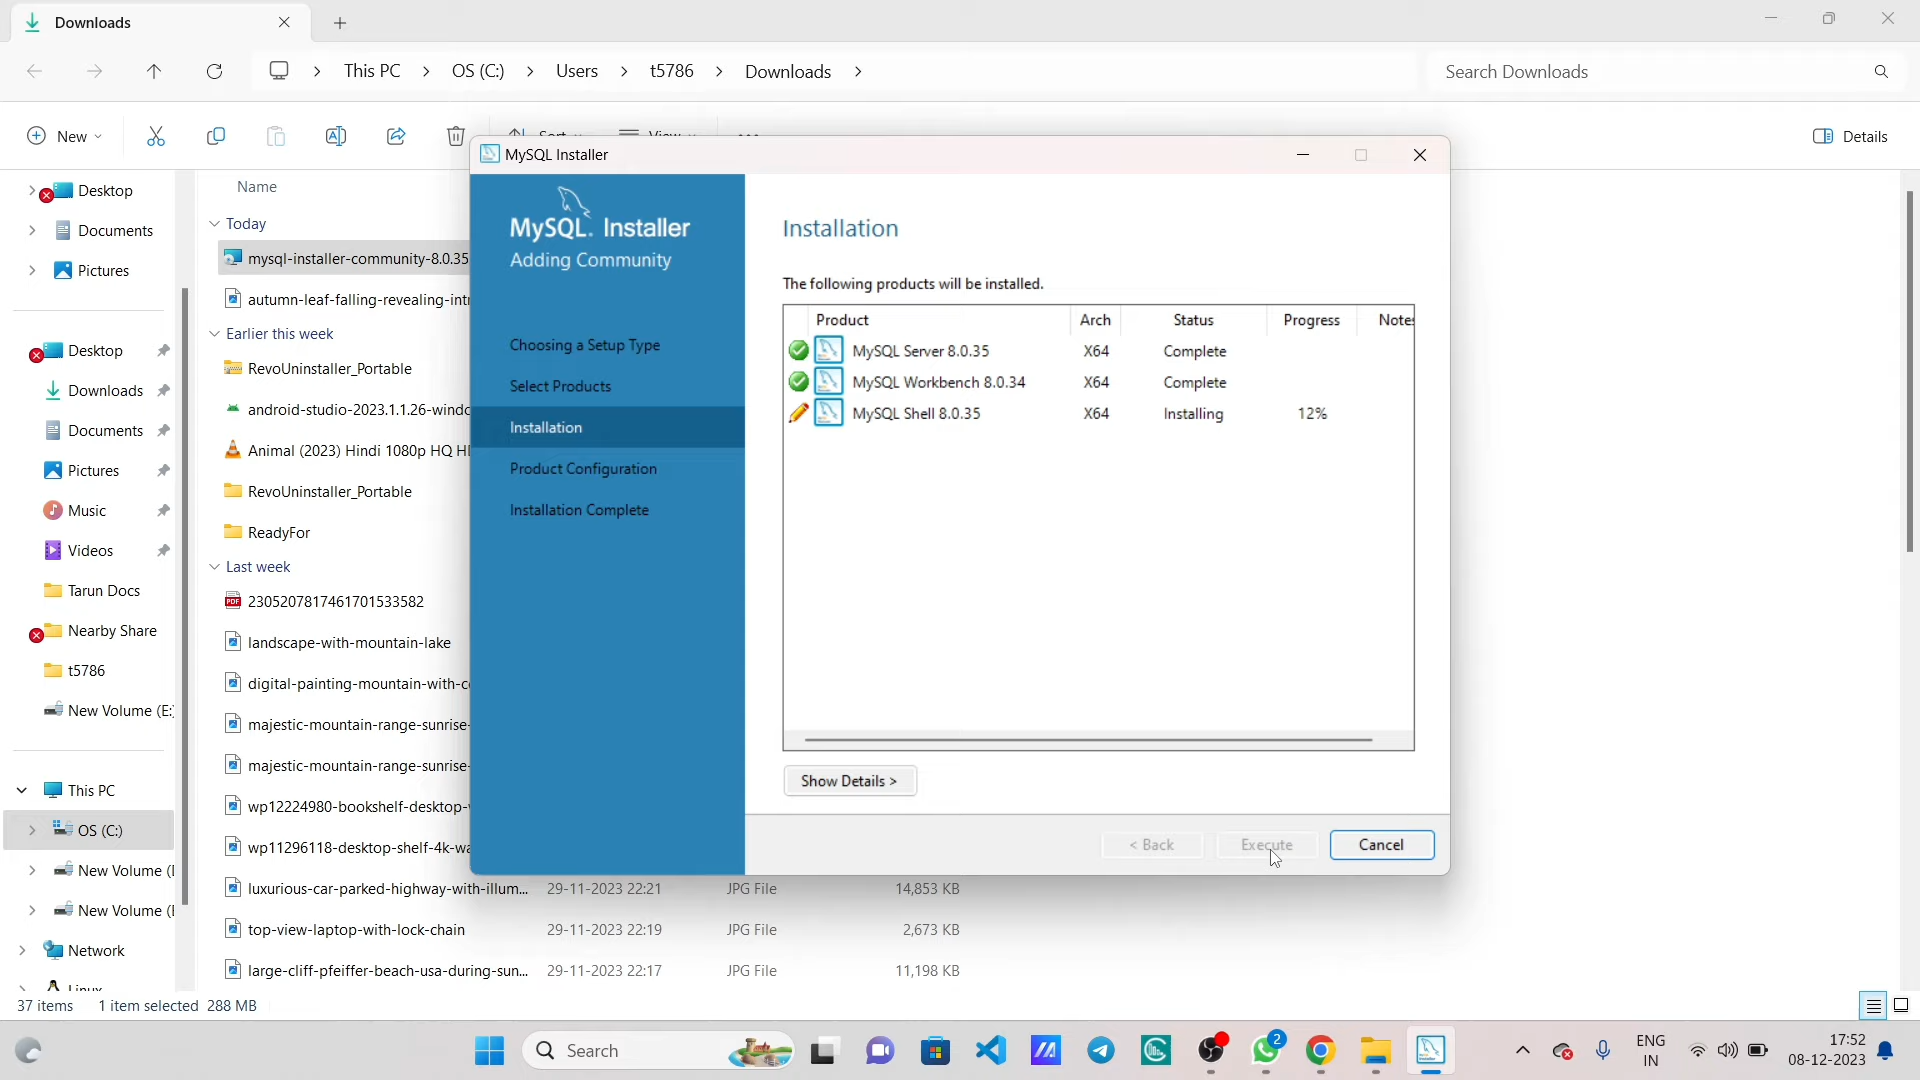 Downloads
This PC > OS (C:) > Users > t5786 > Downloads >
Search Downloads
New
Details
Desktop
Documents
Pictures
Desktop
Downloads
Documents
Pictures
Music
Videos
Tarun Docs
Nearby Share
t5786
New Volume (E:
This PC
OS (C:)
New Volume (
New Volume (
Network
Linux
Name
Today
mysql-installer-community-8.0.35
autumn-leaf-falling-revealing-intr
Earlier this week
RevoUninstaller_Portable
android-studio-2023.1.1.26-windo
Animal (2023) Hindi 1080p HQ H
RevoUninstaller_Portable
ReadyFor
Last week
2305207817461701533582
landscape-with-mountain-lake
digital-painting-mountain-with-c
majestic-mountain-range-sunrise-
majestic-mountain-range-sunrise-
wp12224980-bookshelf-desktop-
wp11296118-desktop-shelf-4k-wa
luxurious-car-parked-highway-with-illum... 29-11-2023 22:21 JPG File 14,853 KB
top-view-laptop-with-lock-chain 29-11-2023 22:19 JPG File 2,673 KB
large-cliff-pfeiffer-beach-usa-during-sun... 29-11-2023 22:17 JPG File 11,198 KB
MySQL Installer
MySQL. Installer
Adding Community
Choosing a Setup Type
Select Products
Installation
Product Configuration
Installation Complete
Installation
The following products will be installed.
Product Arch Status Progress Notes
MySQL Server 8.0.35 X64 Complete
MySQL Workbench 8.0.34 X64 Complete
MySQL Shell 8.0.35 X64 Installing 12%
Show Details >
< Back Execute Cancel
37 items 1 item selected 288 MB
Search
2
ENG
IN
17:52
08-12-2023